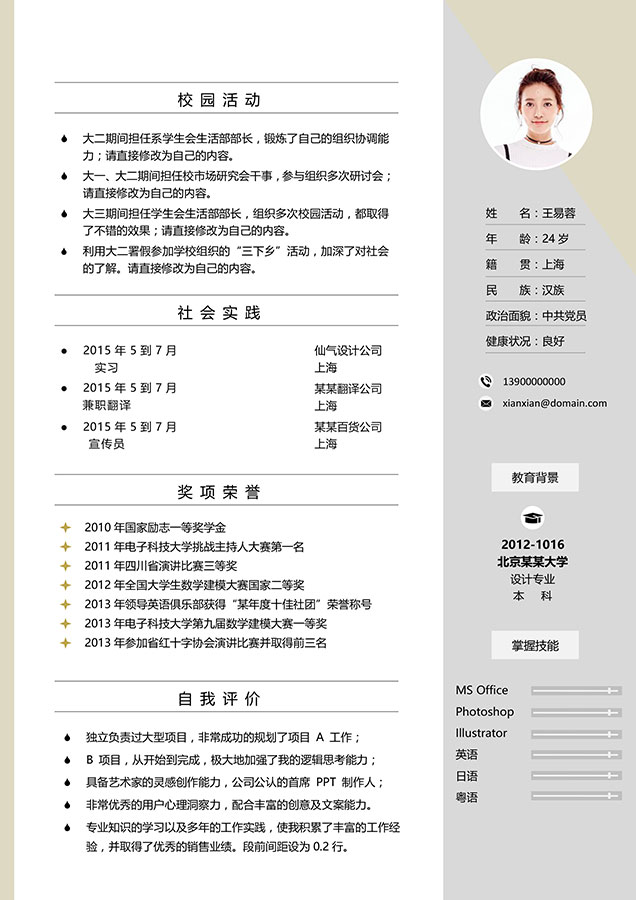 校园活动
大二期间担任系学生会生活部部长，锻炼了自己的组织协调能
力；请直接修改为自己的内容。
大一、大二期间担任校市场研究会干事，参与组织多次研讨会；
请直接修改为自己的内容。
大三期间担任学生会生活部部长，组织多次校园活动，都取得
了不错的效果；请直接修改为自己的内容。
利用大二署假参加学校组织的“三下乡”活动，加深了对社会
的了解。请直接修改为自己的内容。
社会实践
2015 年 5 到 7 月 仙气设计公司
实习 上海
2015 年 5 到 7 月 某某翻译公司
兼职翻译 上海
2015 年 5 到 7 月 某某百货公司
宣传员 上海
奖项荣誉
2010 年国家励志一等奖学金
2011 年电子科技大学挑战主持人大赛第一名
2011 年四川省演讲比赛三等奖
2012 年全国大学生数学建模大赛国家二等奖
2013 年领导英语俱乐部获得“某年度十佳社团”荣誉称号
2013 年电子科技大学第九届数学建模大赛一等奖
2013 年参加省红十字协会演讲比赛并取得前三名
自我评价
独立负责过大型项目，非常成功的规划了项目 A 工作；
B 项目，从开始到完成，极大地加强了我的逻辑思考能力；
具备艺术家的灵感创作能力，公司公认的首席 PPT 制作人；
非常优秀的用户心理洞察力，配合丰富的创意及文案能力。
专业知识的学习以及多年的工作实践，使我积累了丰富的工作经
验，并取得了优秀的销售业绩。段前间距设为 0.2 行。
姓 名：王易蓉
年 龄：24 岁
籍 贯：上海
民 族：汉族
政治面貌：中共党员
健康状况：良好
13900000000
xianxian@domain.com
教育背景
2012-1016
北京某某大学
设计专业
本 科
掌握技能
MS Office
Photoshop
Illustrator
英语
日语
粤语